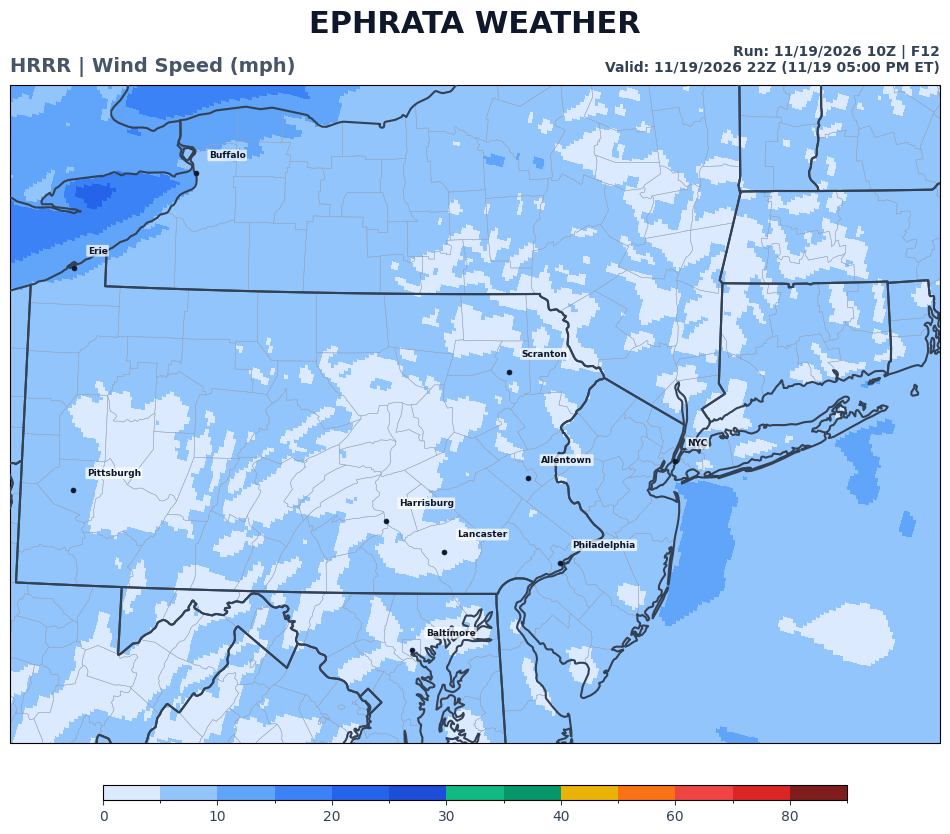 EPHRATA WEATHER
HRRR | Wind Speed (mph)
Run: 11/19/2026 10Z | F12
Valid: 11/19/2026 22Z (11/19 05:00 PM ET)
Buffalo
Erie
Scranton
NYC
Allentown
Pittsburgh
Harrisburg
Lancaster
Philadelphia
Baltimore
0 10 20 30 40 50 60 70 80